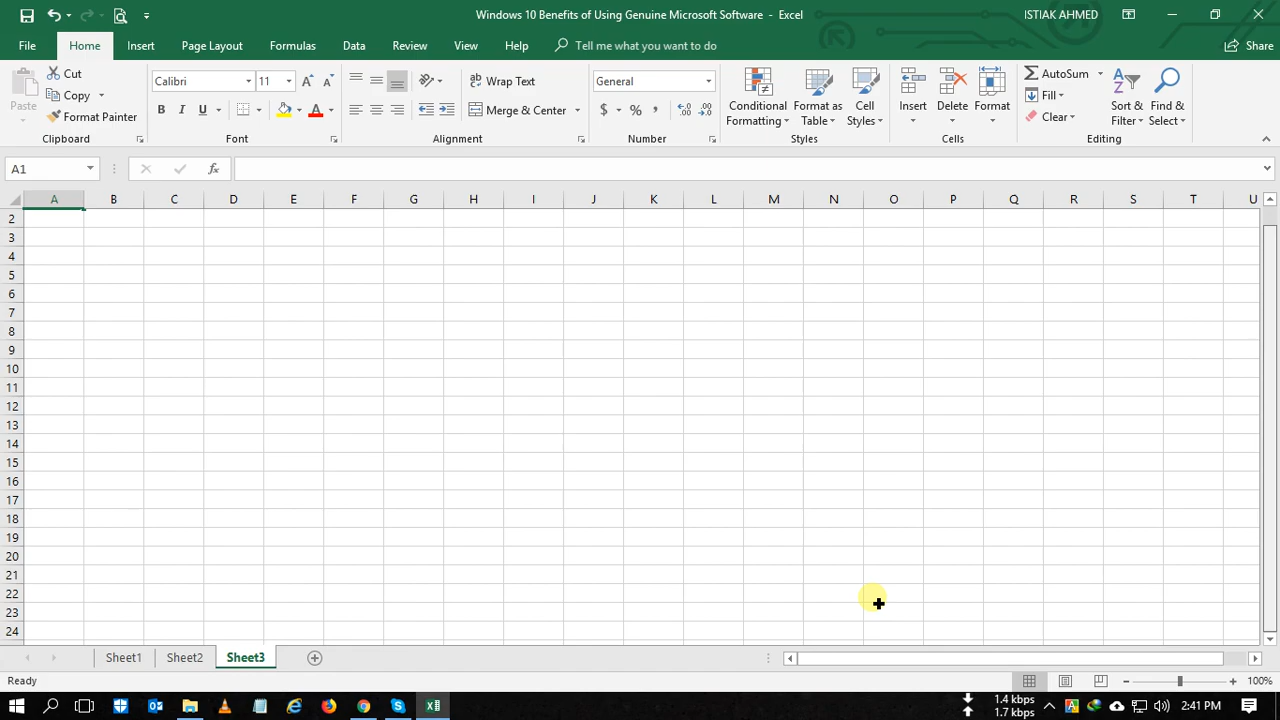 Windows 10 Benefits of Using Genuine Microsoft Software - Excel
ISTIAK AHMED
File Home Insert Page Layout Formulas Data Review View Help Tell me what you want to do Share
Paste
Cut
Copy
Format Painter
Clipboard
Calibri 11
B I U
Font
Wrap Text
Merge & Center
Alignment
General
$ % ,
Number
Conditional Formatting
Format as Table
Cell Styles
Styles
Insert
Delete
Format
Cells
AutoSum
Fill
Clear
Sort & Filter
Find & Select
Editing
A1 fx
A B C D E F G H I J K L M N O P Q R S T U
2
3
4
5
6
7
8
9
10
11
12
13
14
15
16
17
18
19
20
21
22
23
24
Sheet1 Sheet2 Sheet3
Ready 100%
1.4 kbps
1.7 kbps
2:41 PM